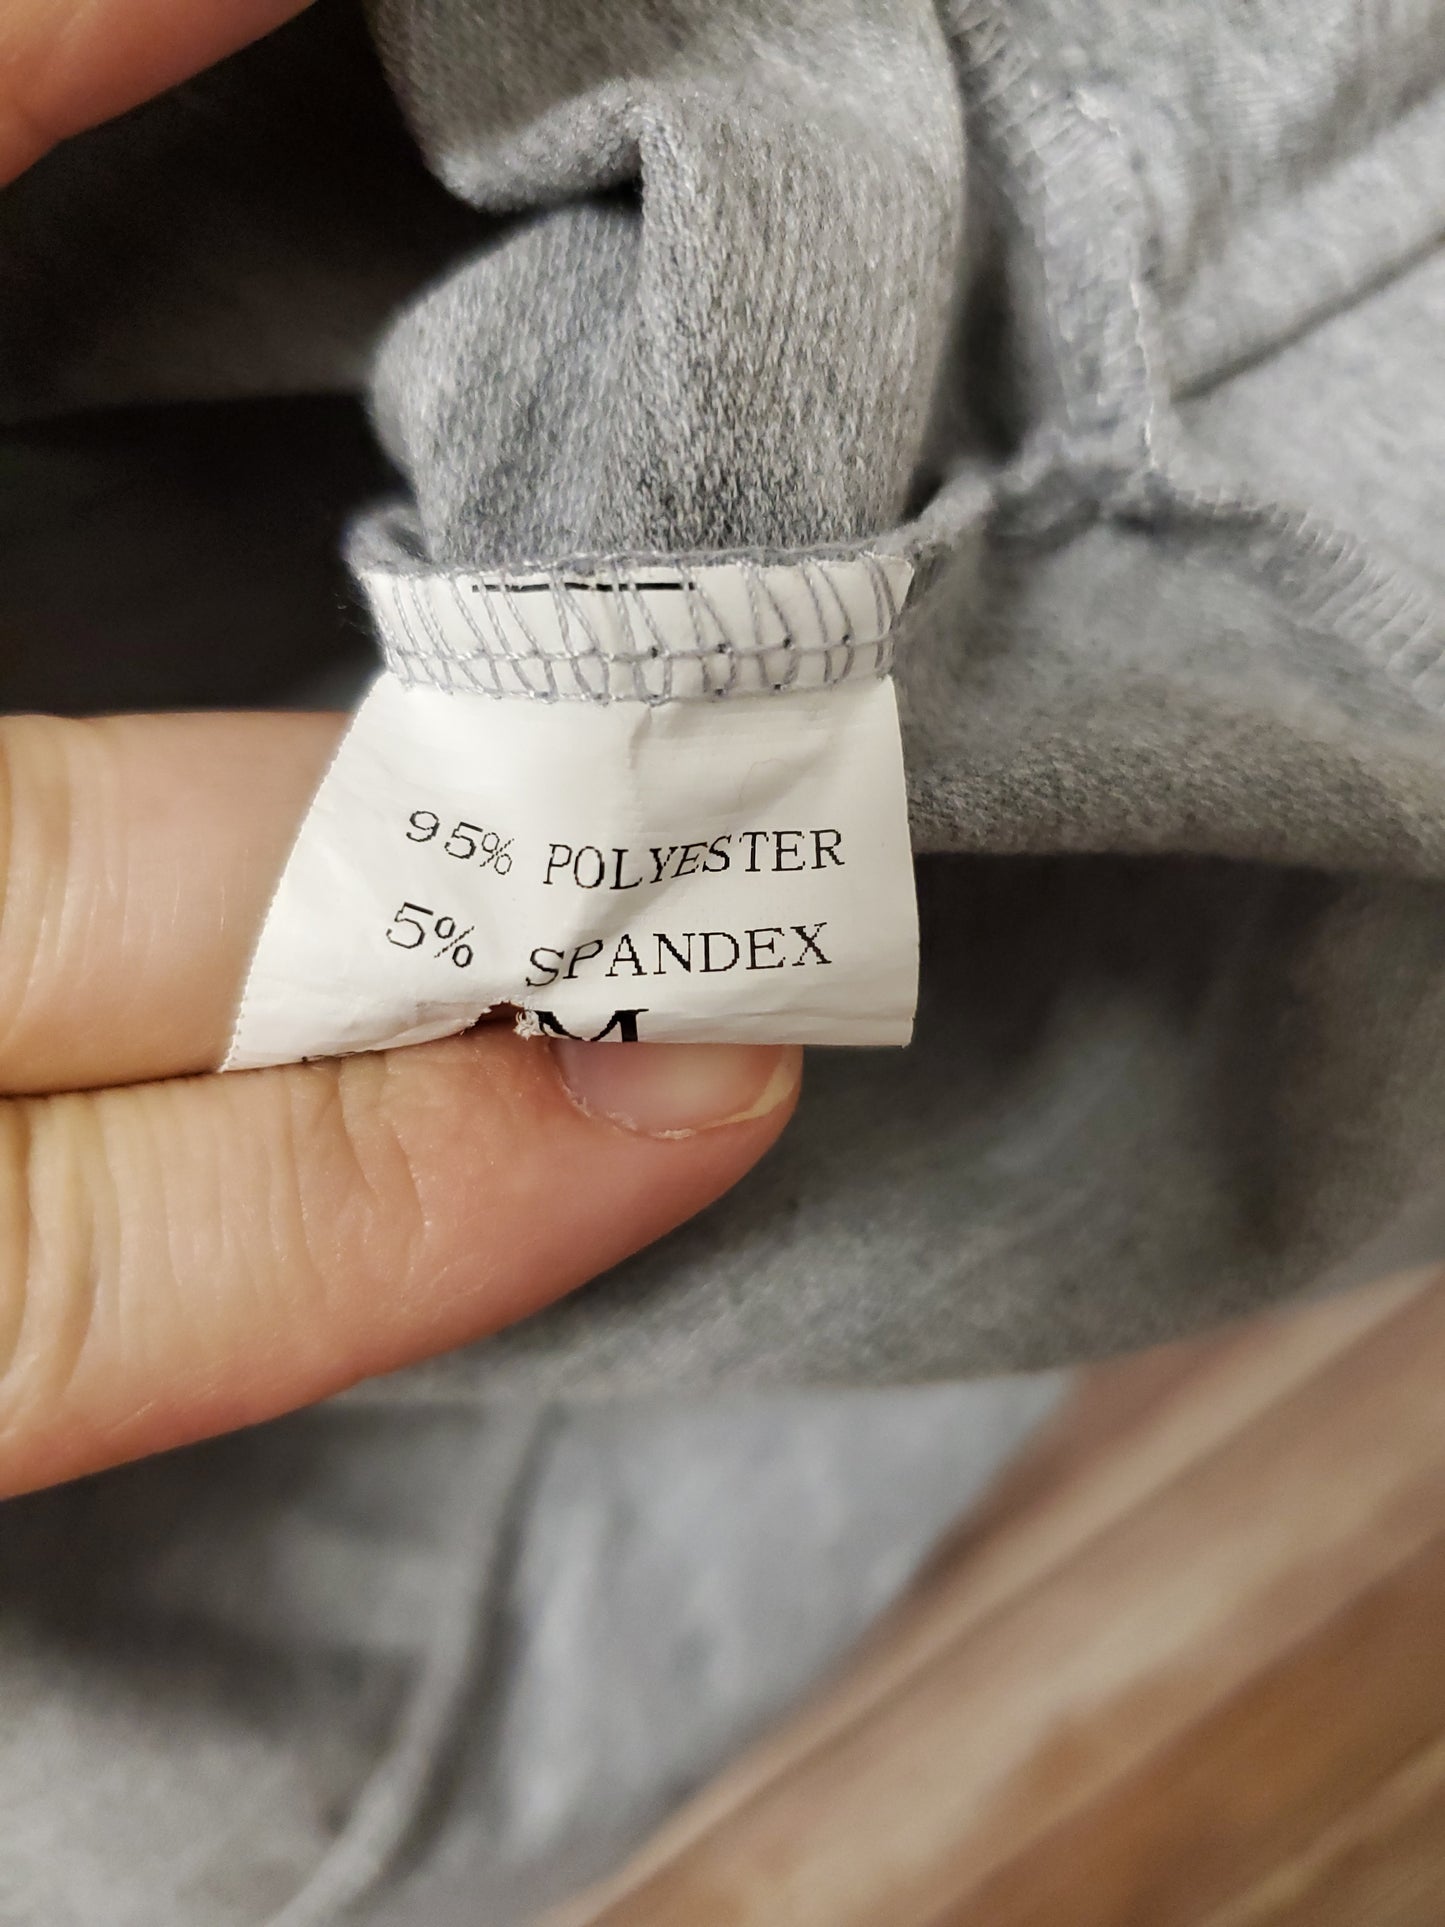 95% POLYESTER
5% SPANDEX
M